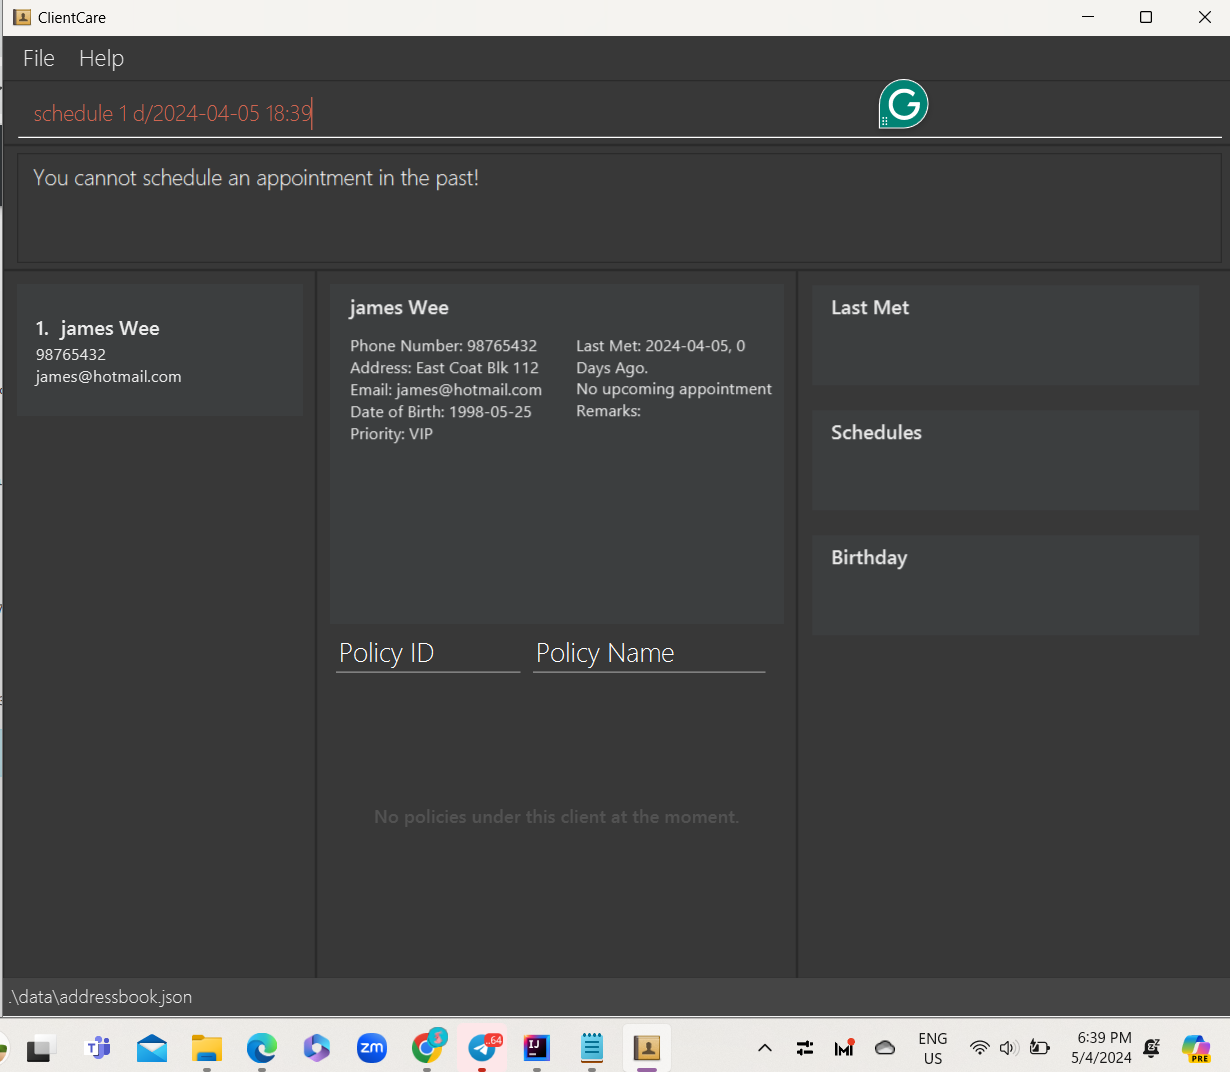 ClientCare
File Help
schedule 1 d/2024-04-05 18:39
G
You cannot schedule an appointment in the past!
1. james Wee
98765432
james@hotmail.com
james Wee
Phone Number: 98765432
Address: East Coat Blk 112
Email: james@hotmail.com
Date of Birth: 1998-05-25
Priority: VIP
Last Met: 2024-04-05, 0
Days Ago.
No upcoming appointment
Remarks:
Policy ID Policy Name
No policies under this client at the moment.
Last Met
Schedules
Birthday
.\data\addressbook.json
zm
5
..64
IJ
ENG
US
6:39 PM
5/4/2024
PRE